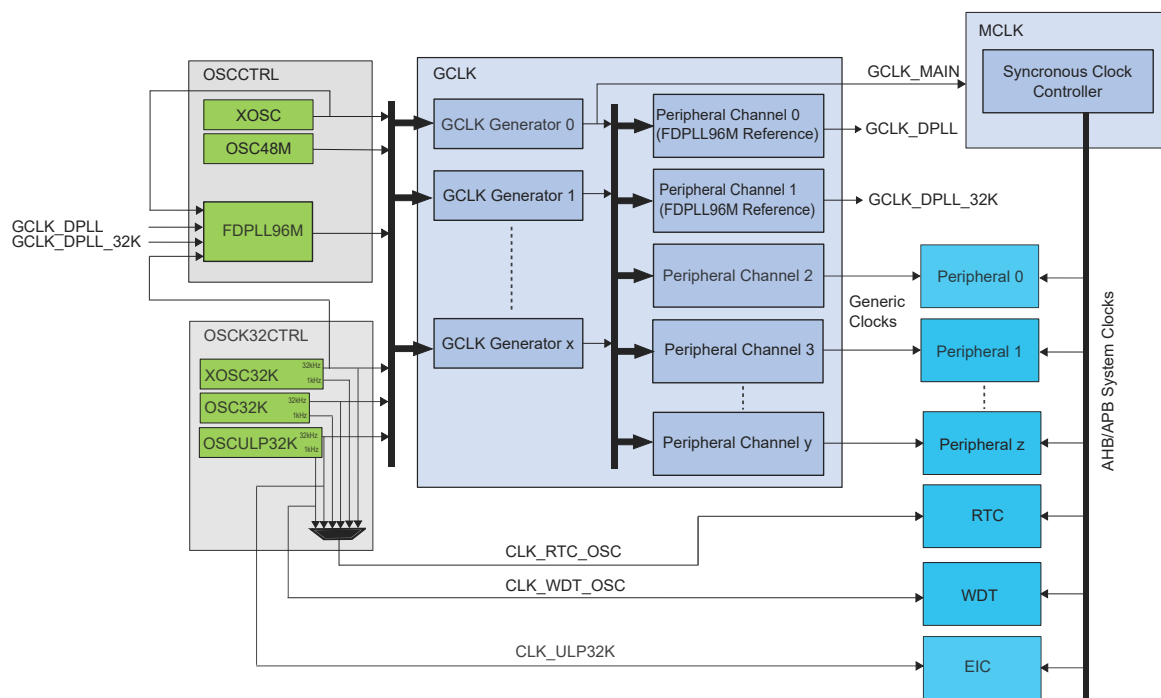 MCLK
Syncronous Clock
Controller
GCLK_MAIN
OSCCTRL
XOSC
OSC48M
FDPLL96M
GCLK_DPLL
GCLK_DPLL_32K
GCLK
GCLK Generator 0
GCLK Generator 1
GCLK Generator x
Peripheral Channel 0
(FDPLL96M Reference)
GCLK_DPLL
Peripheral Channel 1
(FDPLL96M Reference)
GCLK_DPLL_32K
Peripheral Channel 2
Peripheral Channel 3
Peripheral Channel y
Generic
Clocks
Peripheral 0
Peripheral 1
Peripheral z
RTC
WDT
EIC
AHB/APB System Clocks
OSCK32CTRL
XOSC32K
32kHz
1kHz
OSC32K
32kHz
1kHz
OSCULP32K
32kHz
1kHz
CLK_RTC_OSC
CLK_WDT_OSC
CLK_ULP32K